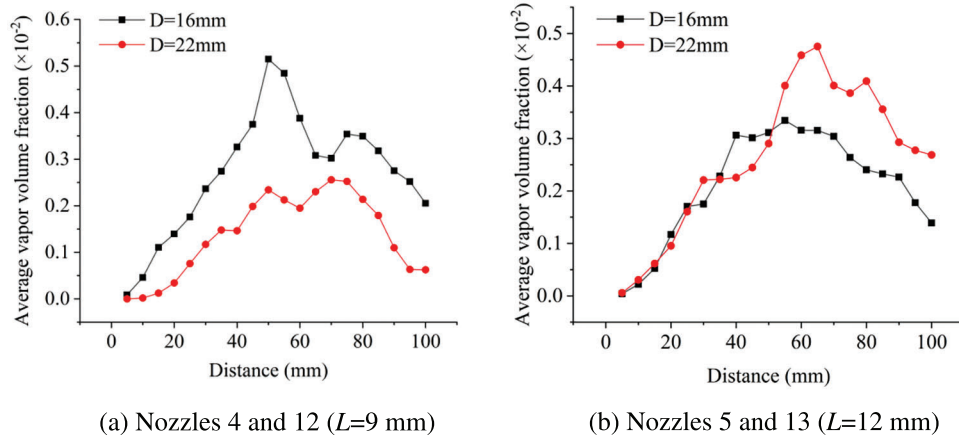 D=16mm
D=22mm
Average vapor volume fraction (×10⁻²)
0.6
0.5
0.4
0.3
0.2
0.1
0.0
0 20 40 60 80 100
Distance (mm)
(a) Nozzles 4 and 12 (L=9 mm)
D=16mm
D=22mm
Average vapor volume fraction (×10⁻²)
0.5
0.4
0.3
0.2
0.1
0.0
0 20 40 60 80 100
Distance (mm)
(b) Nozzles 5 and 13 (L=12 mm)